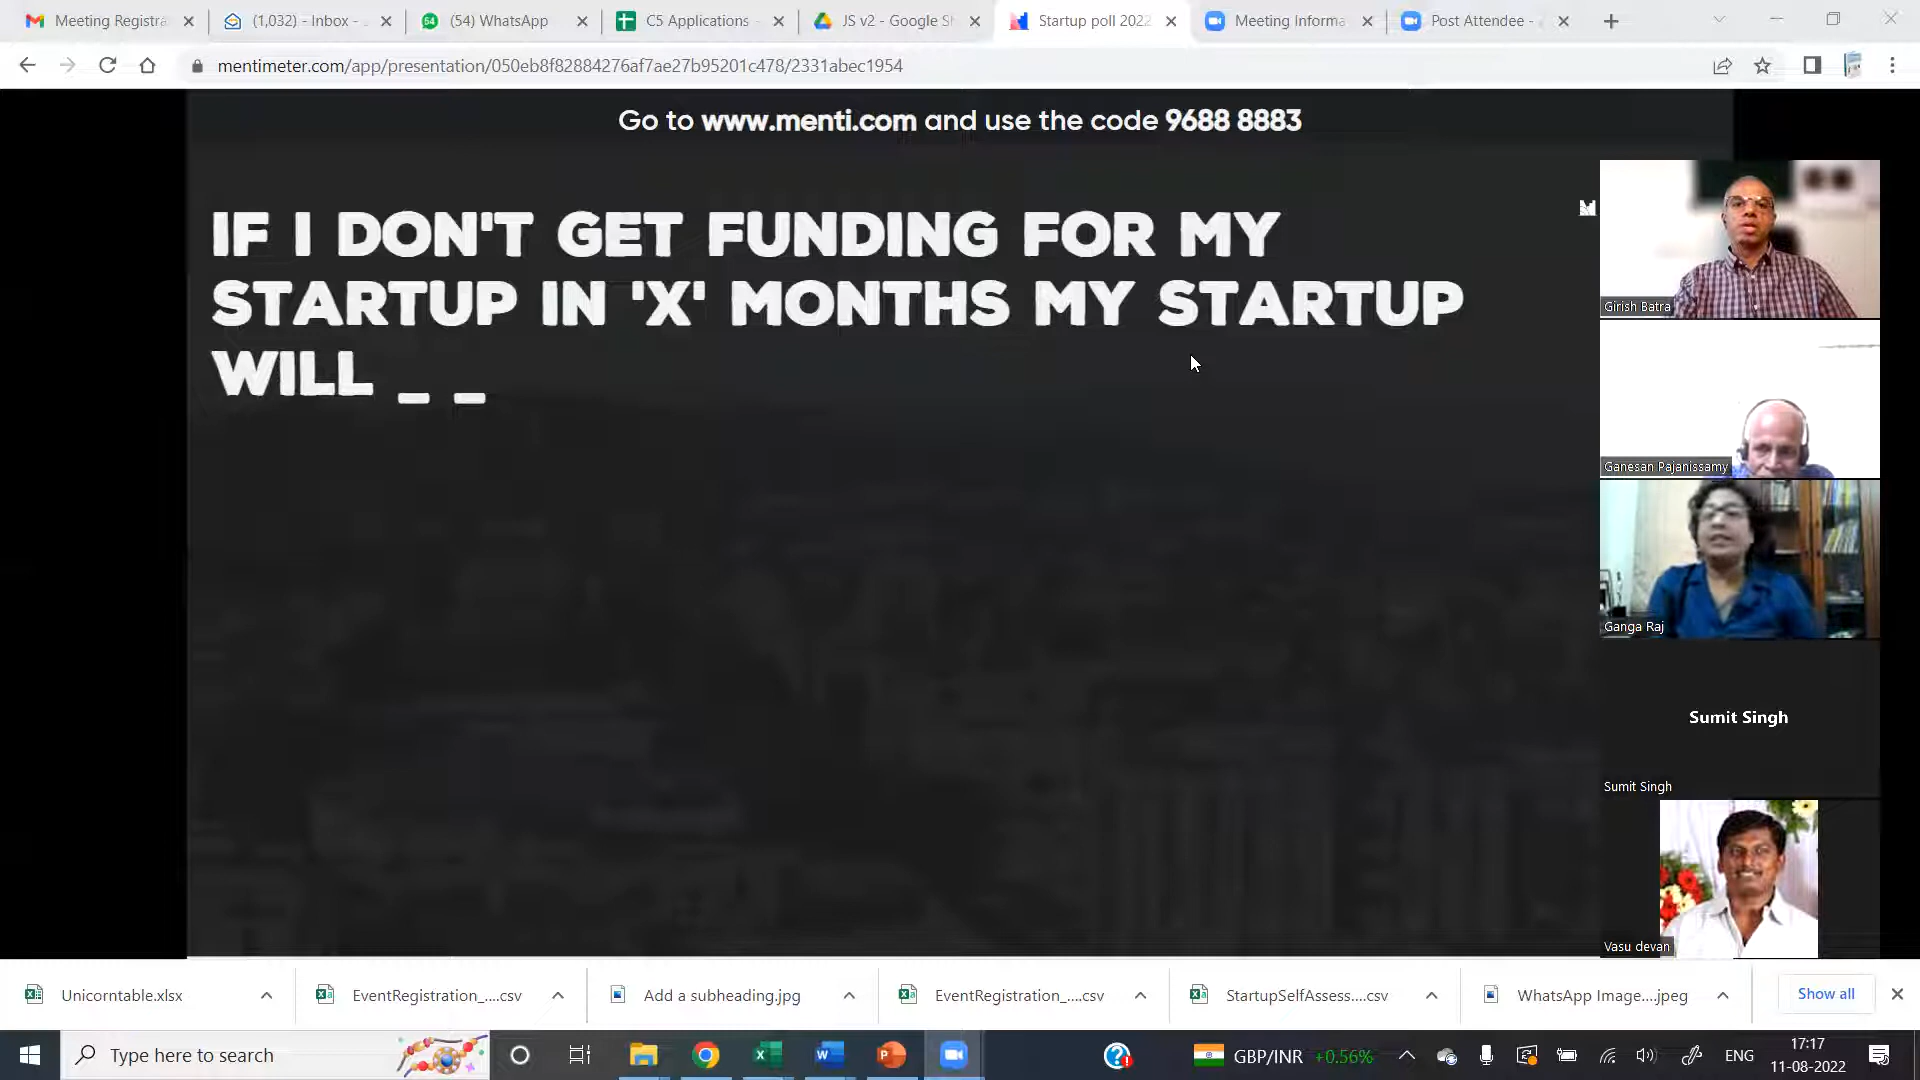 Meeting Registra
(1,032) - Inbox -
(54) WhatsApp
C5 Applications -
JS v2 - Google Sh
Startup poll 2022
Meeting Informa
Post Attendee -
mentimeter.com/app/presentation/050eb8f82884276af7ae27b95201c478/2331abec1954
Go to www.menti.com and use the code 9688 8883
IF I DON'T GET FUNDING FOR MY
STARTUP IN 'X' MONTHS MY STARTUP
WILL _ _
Girish Batra
Ganesan Pajanissamy
Ganga Raj
Sumit Singh
Sumit Singh
Vasu devan
Unicorntable.xlsx
EventRegistration_....csv
Add a subheading.jpg
EventRegistration_....csv
StartupSelfAssess....csv
WhatsApp Image....jpeg
Show all
Type here to search
GBP/INR +0.56%
ENG
17:17
11-08-2022